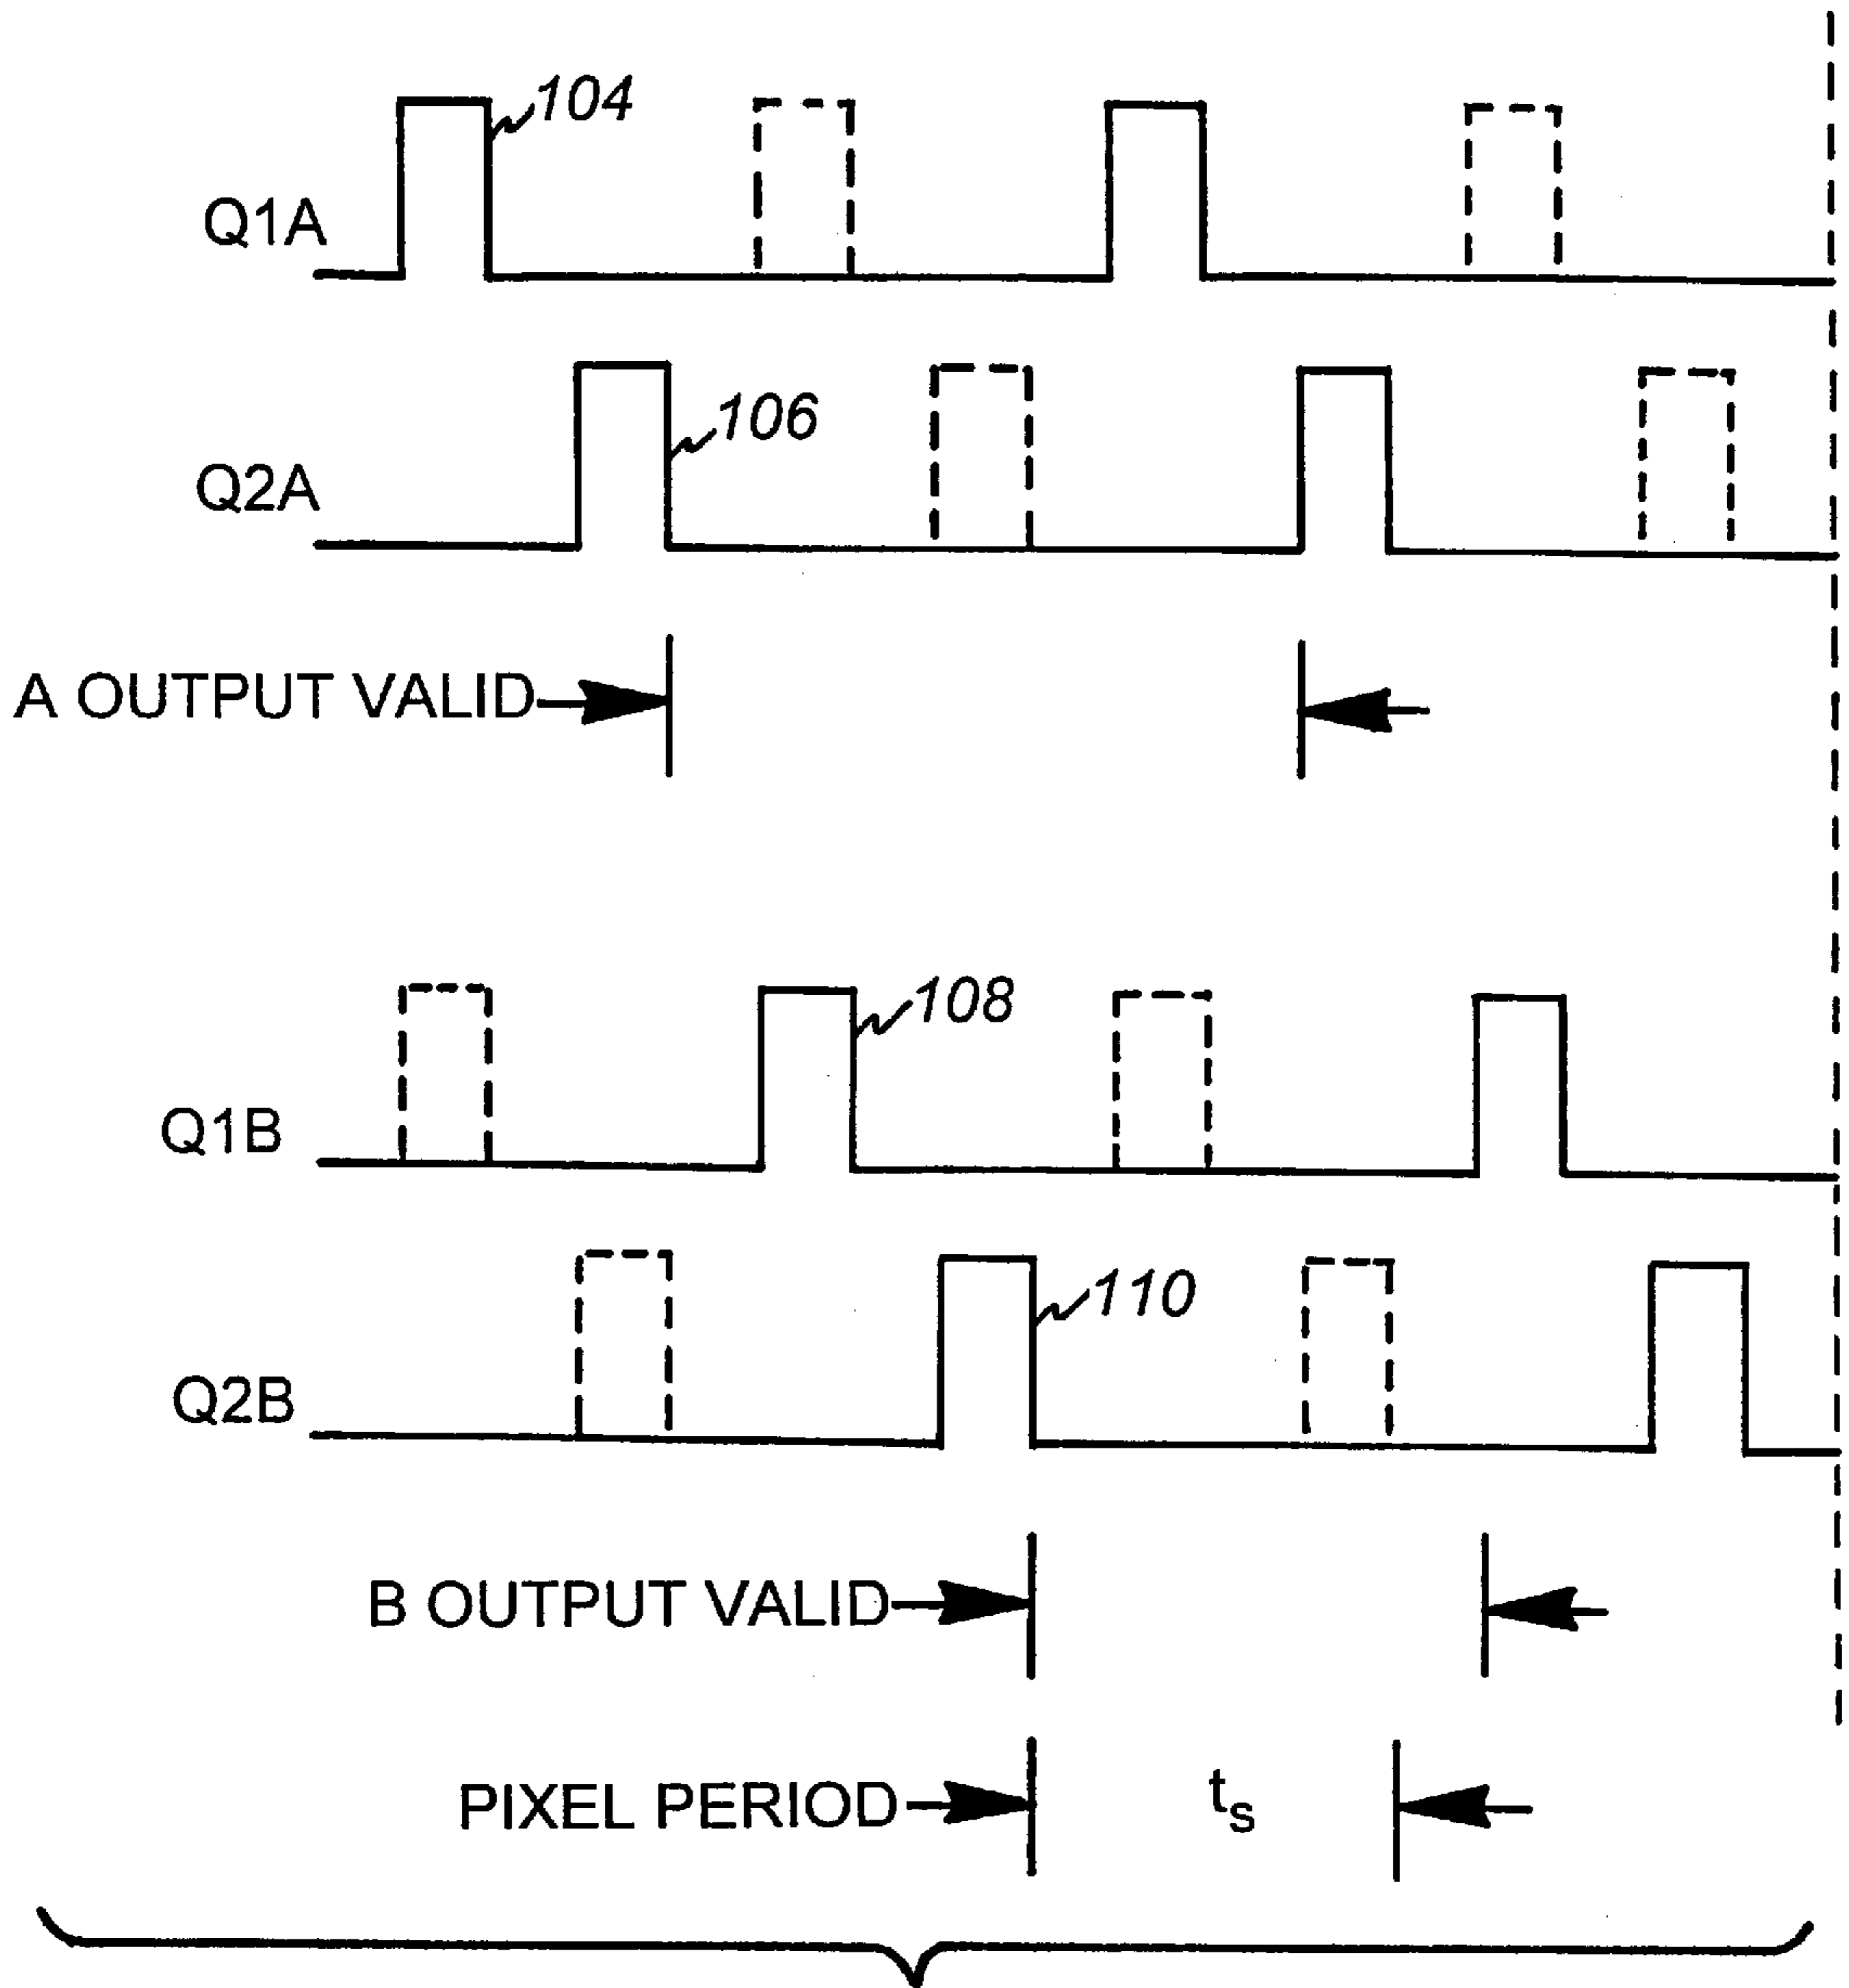 104
Q1A
106
Q2A
A OUTPUT VALID
108
Q1B
110
Q2B
B OUTPUT VALID
PIXEL PERIOD ts